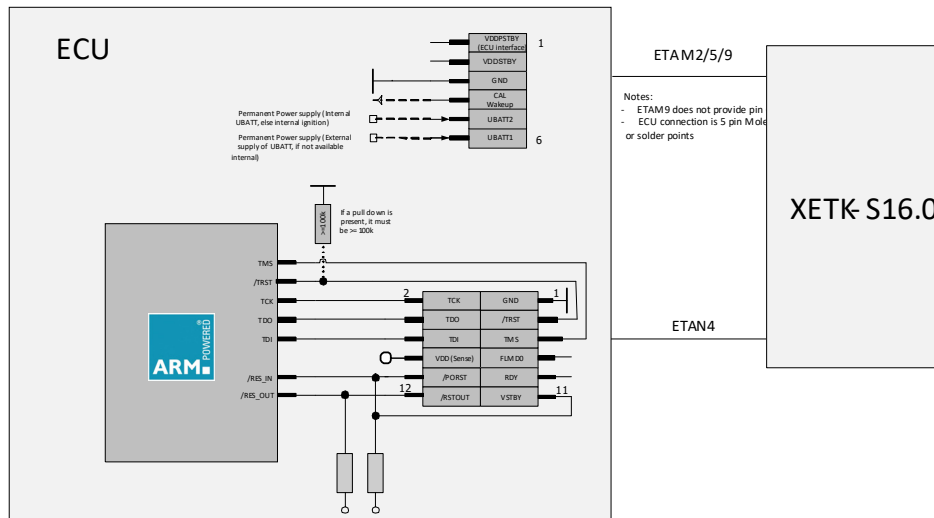 ECU
VDDPSTBY
(ECU interface)
1
VDDSTBY
GND
CAL
Wakeup
UBATT2
UBATT1
6
Permanent Power supply (Internal
UBATT, else internal ignition)
Permanent Power supply (External
supply of UBATT, if not available
internal)
ETAM2/5/9
Notes:
- ETAM9 does not provide pin
- ECU connection is 5 pin Mole
or solder points
XETK-S16.0
ETAN4
>=100k
If a pull down is
present, it must
be >= 100k
TMS
/TRST
TCK
TDO
TDI
/RES_IN
/RES_OUT
ARM
POWERED
®
2
TCK
GND
1
TDO
/TRST
TDI
TMS
VDD (Sense)
FLMD0
/PORST
RDY
12
/RSTOUT
VSTBY
11